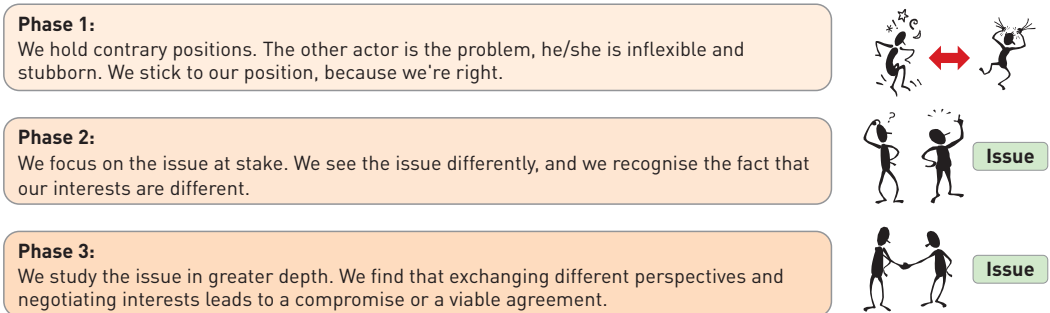 Phase 1:
We hold contrary positions. The other actor is the problem, he/she is inflexible and
stubborn. We stick to our position, because we're right.
Phase 2:
We focus on the issue at stake. We see the issue differently, and we recognise the fact that
our interests are different.
Issue
Phase 3:
We study the issue in greater depth. We find that exchanging different perspectives and
negotiating interests leads to a compromise or a viable agreement.
Issue